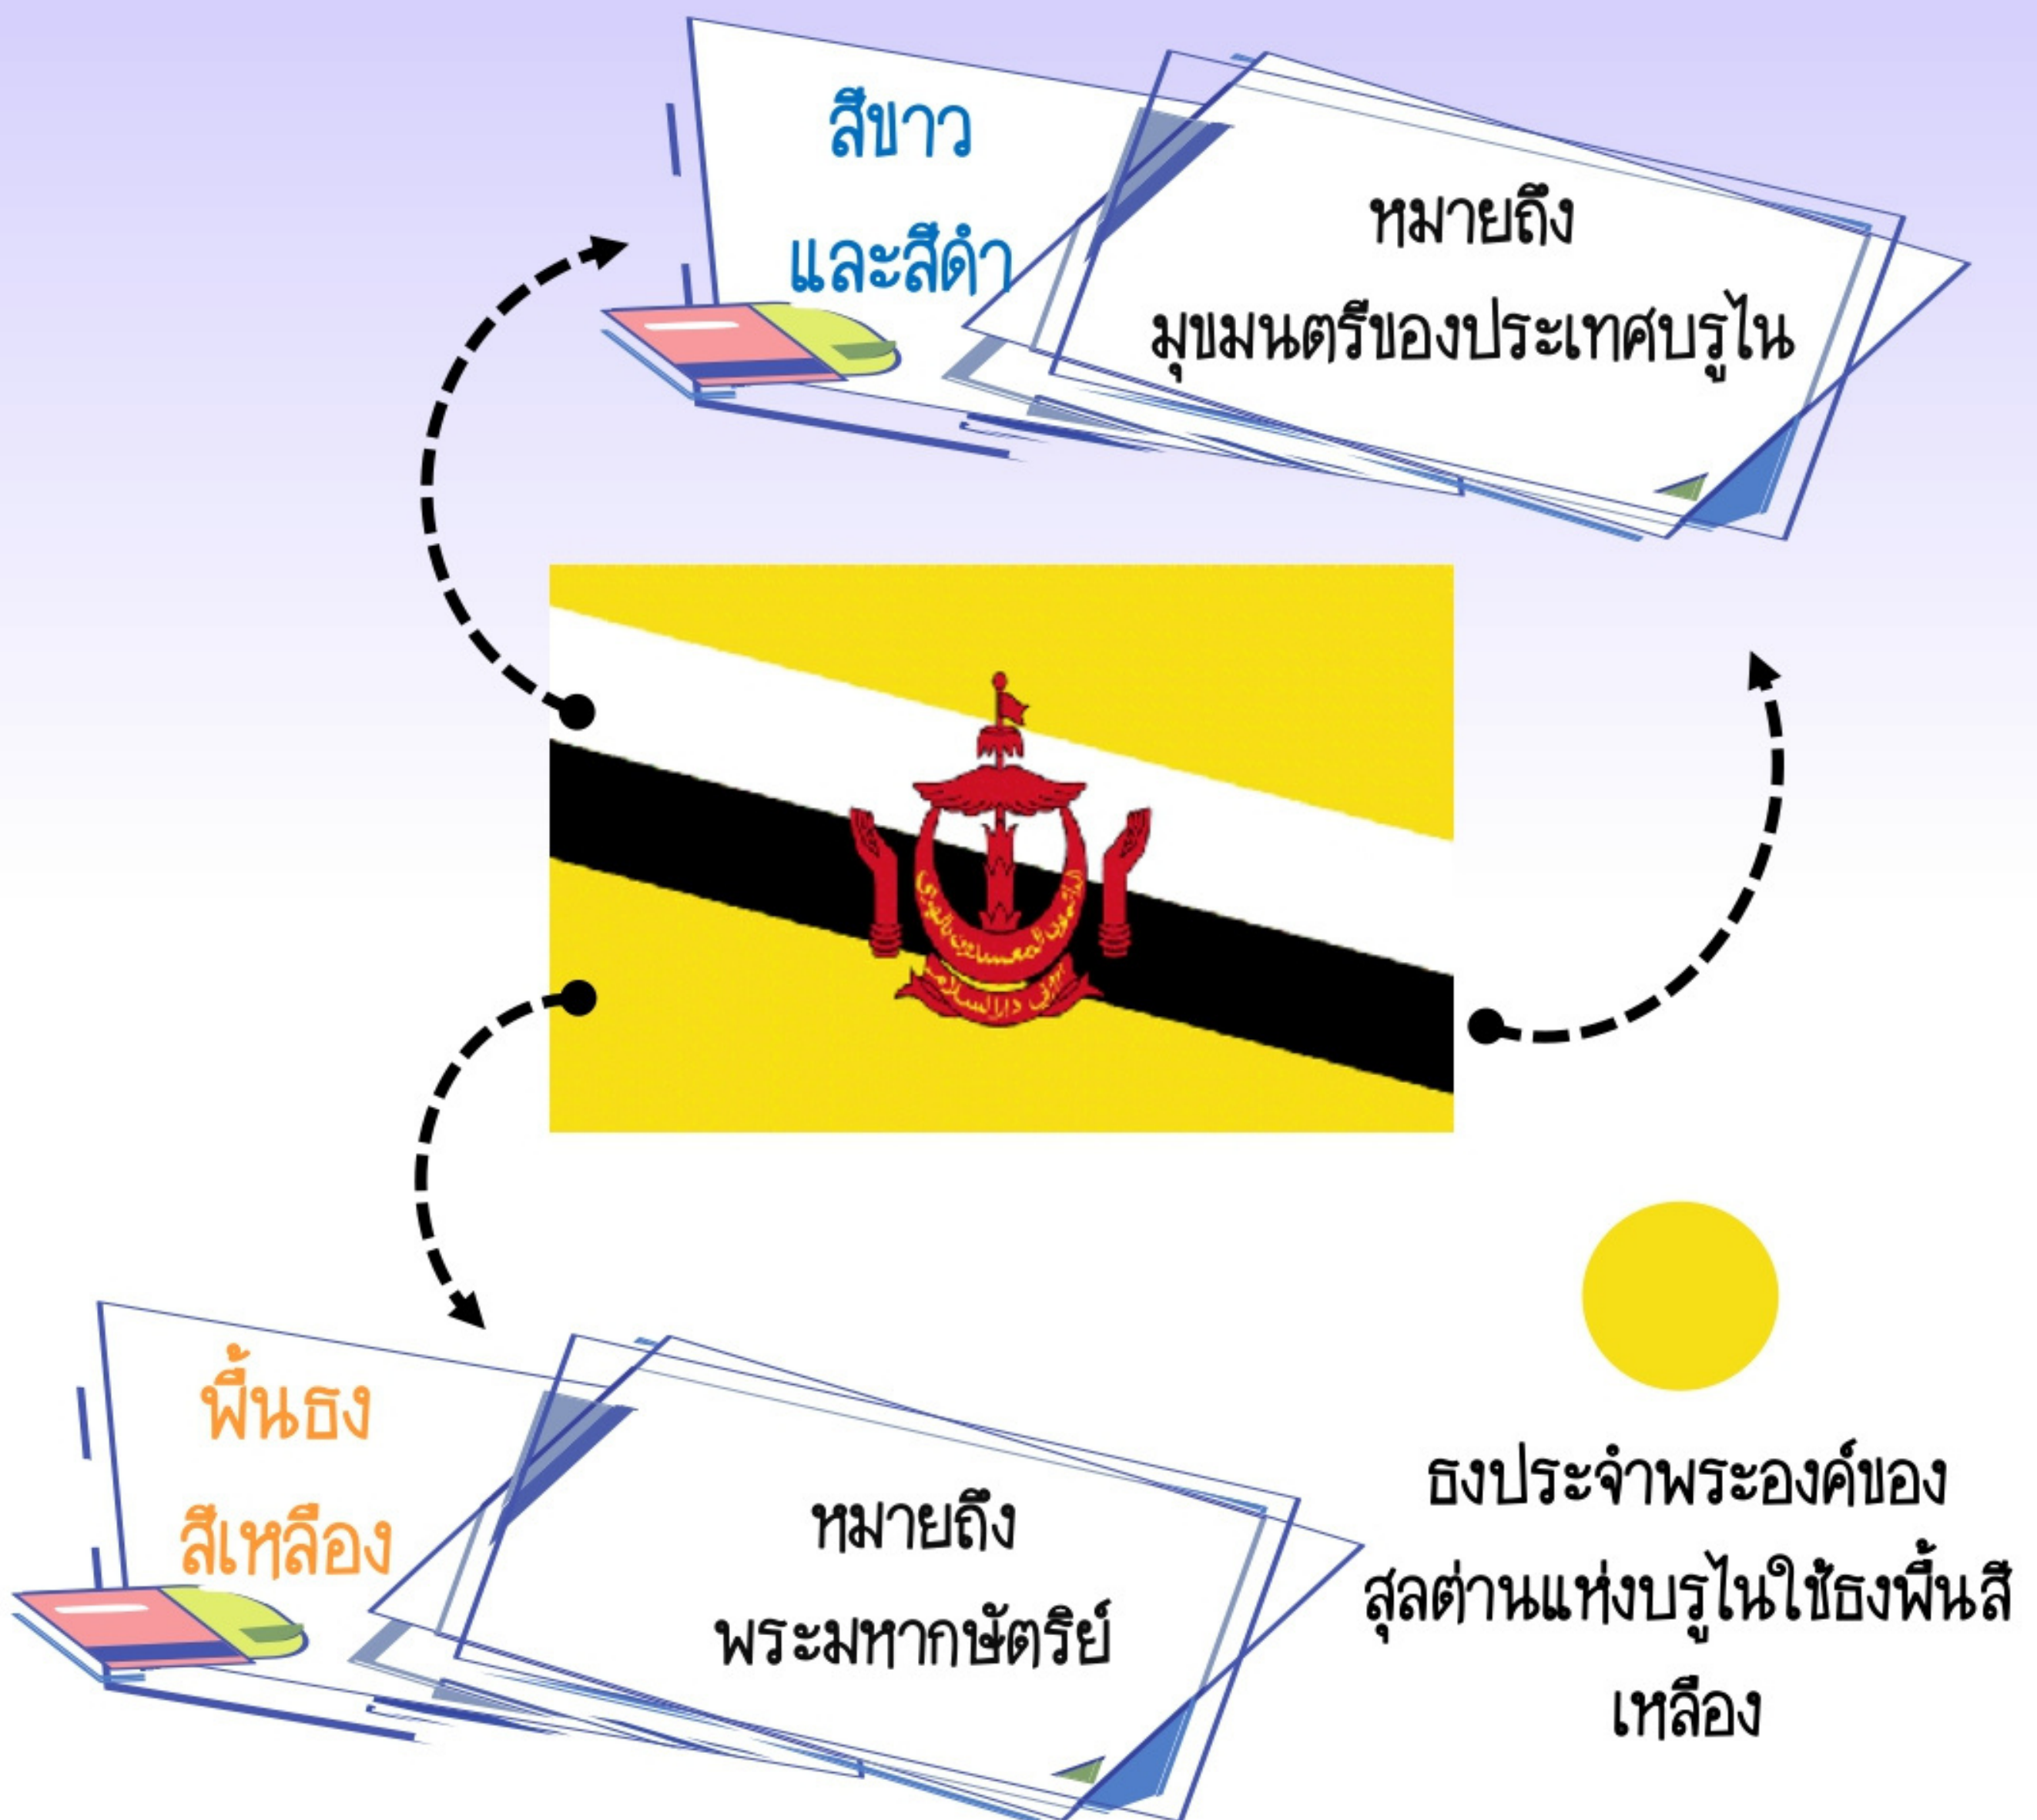 สีขาว
และสีดำ
หมายถึง
มุขมนตรีของประเทศบรูไน
พื้นธง
สีเหลือง
หมายถึง
พระมหากษัตริย์
ธงประจำพระองค์ของ
สุลต่านแห่งบรูไนใช้ธงพื้นสี
เหลือง